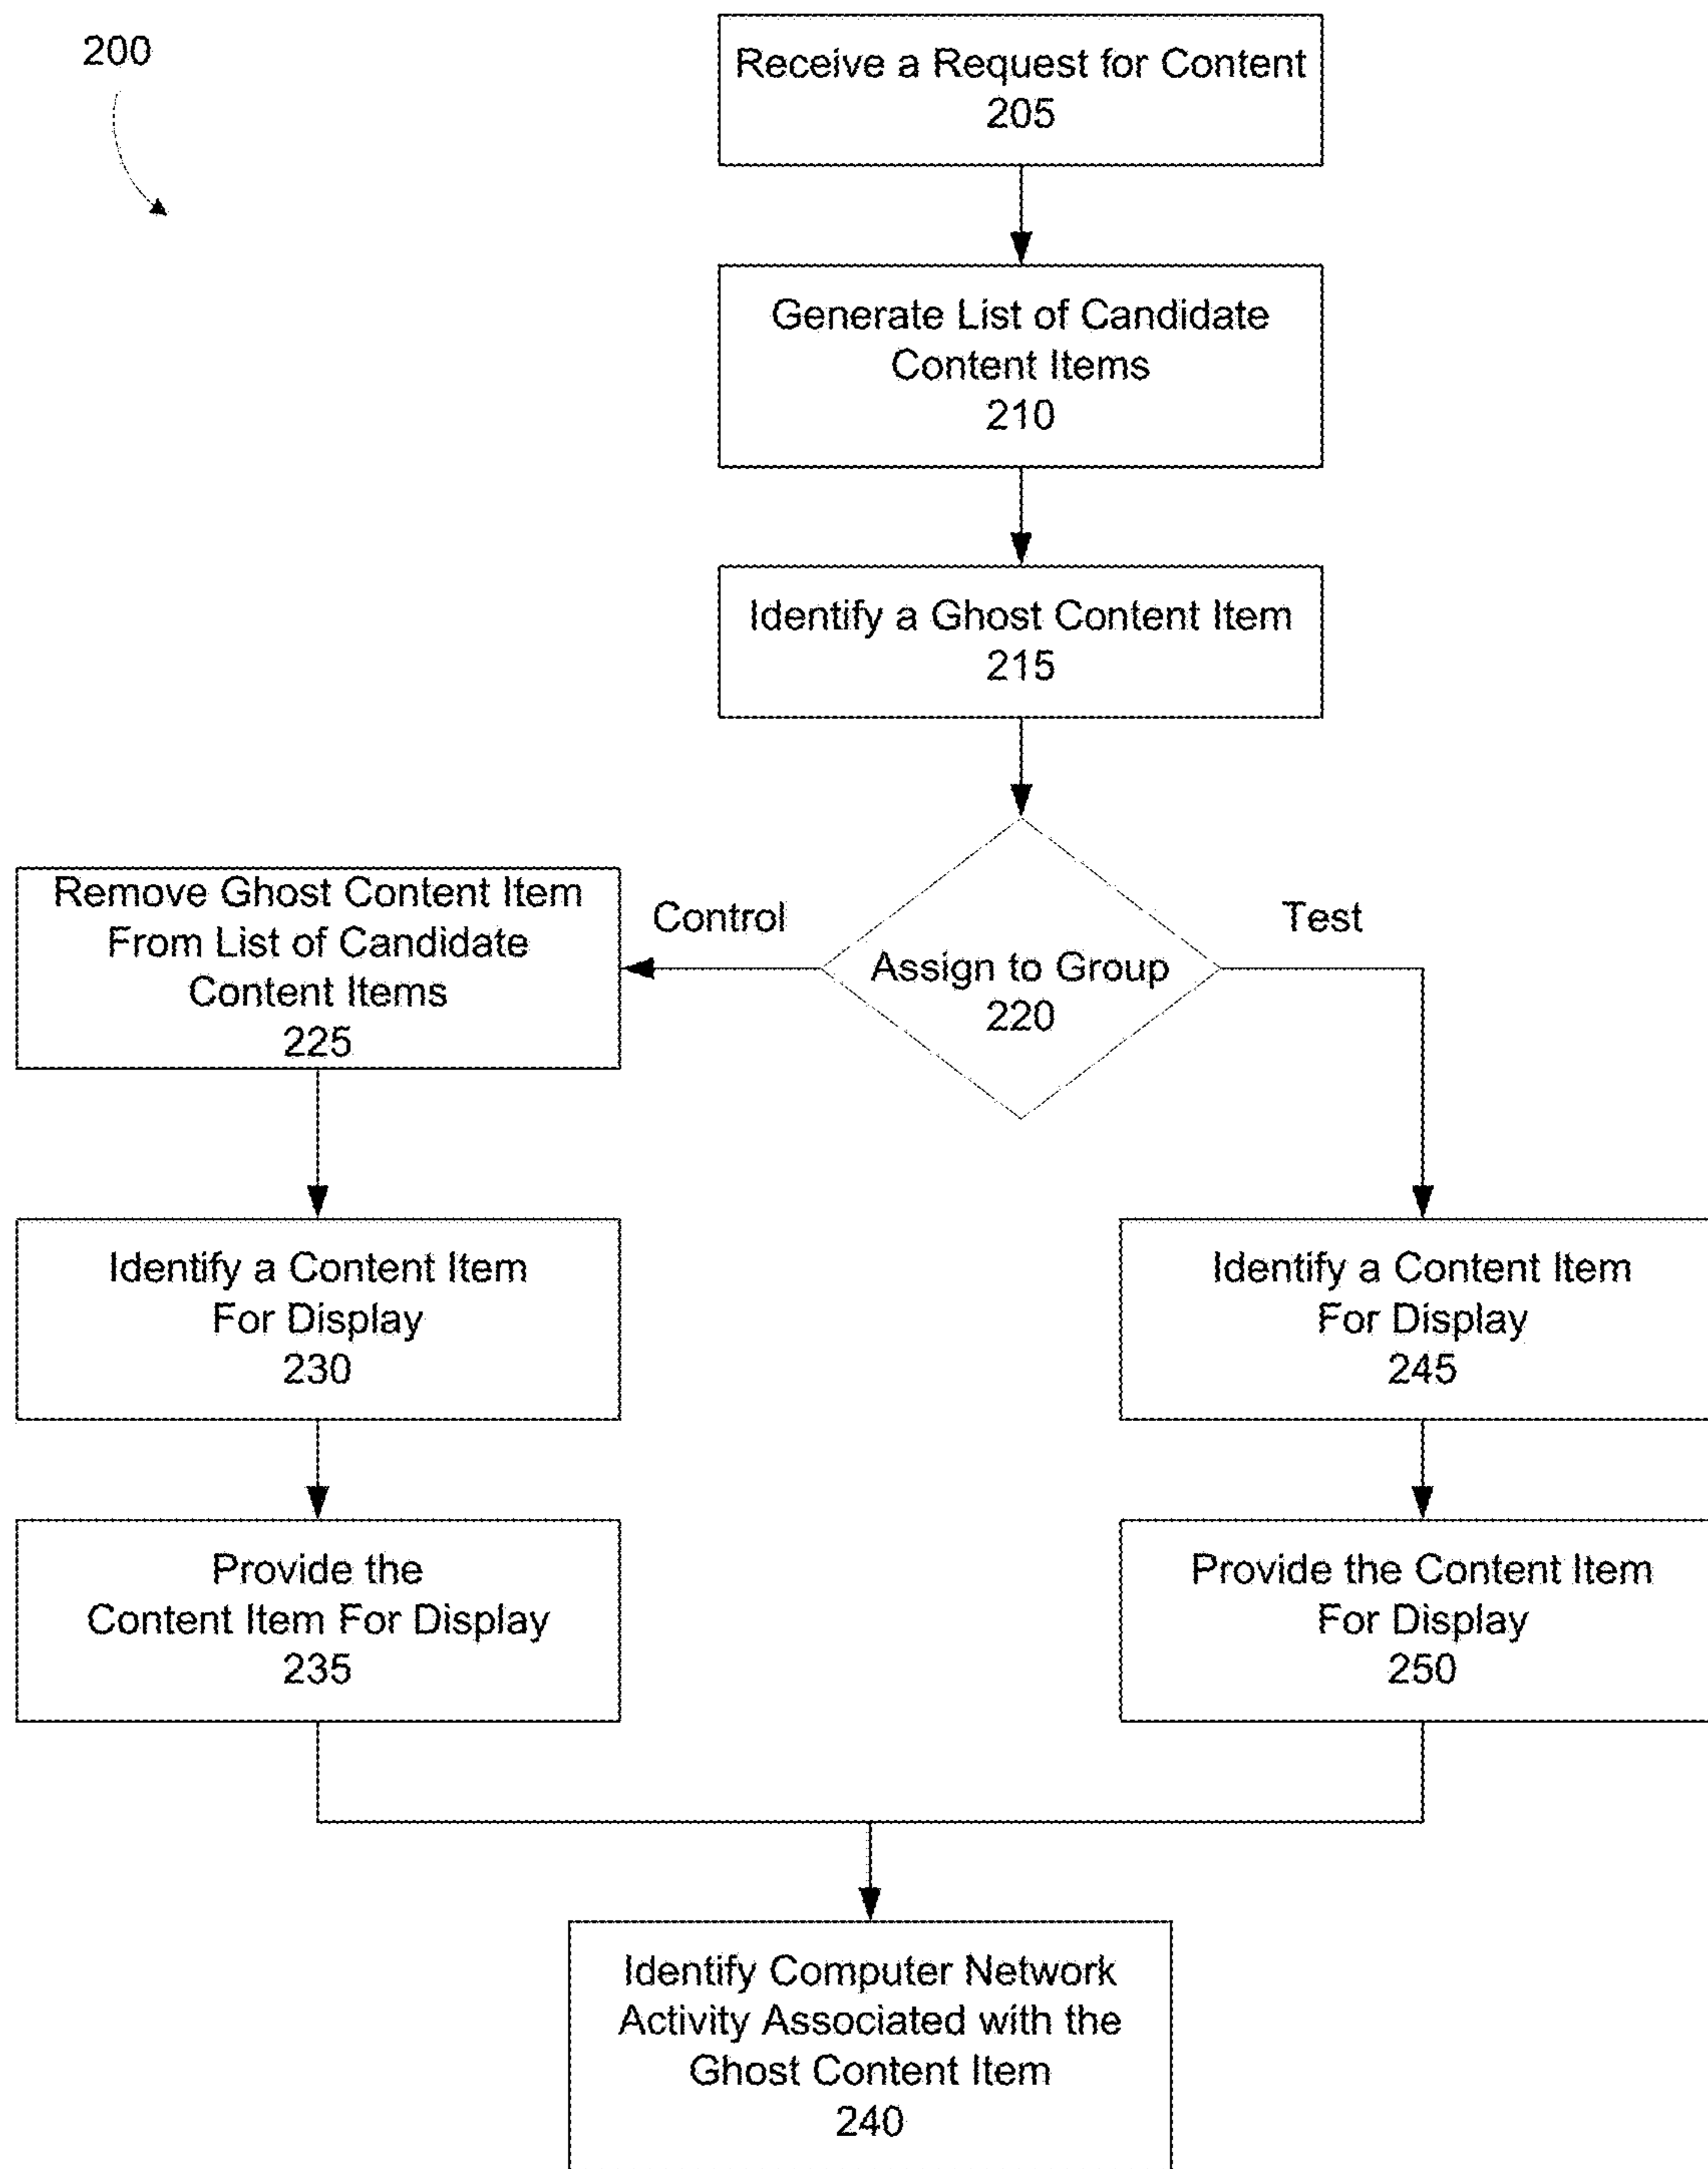 200
Receive a Request for Content
205
Generate List of Candidate
Content Items
210
Identify a Ghost Content Item
215
Remove Ghost Content Item
From List of Candidate
Content Items
225
Control
Assign to Group
220
Test
Identify a Content Item
For Display
230
Identify a Content Item
For Display
245
Provide the
Content Item For Display
235
Provide the Content Item
For Display
250
Identify Computer Network
Activity Associated with the
Ghost Content Item
240